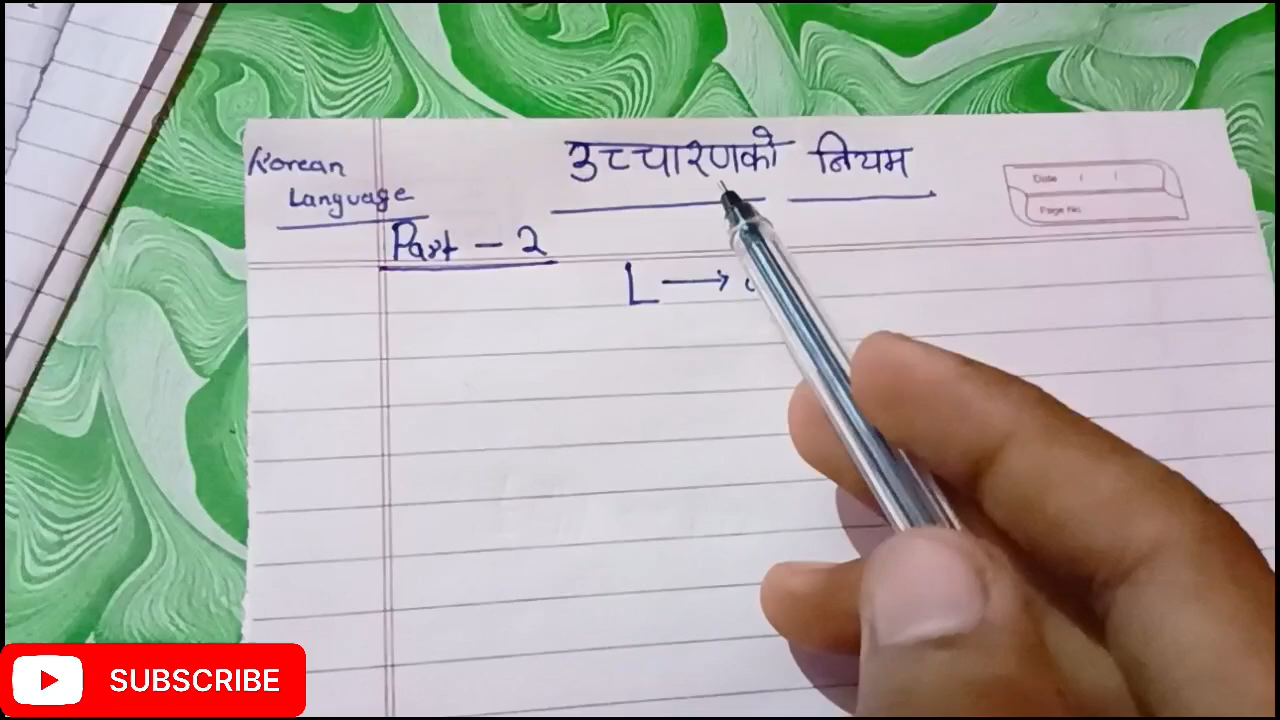 Korean
Language
उच्चारणको नियम
Part - 2
ㄴ →
Date / /
Page No.
SUBSCRIBE